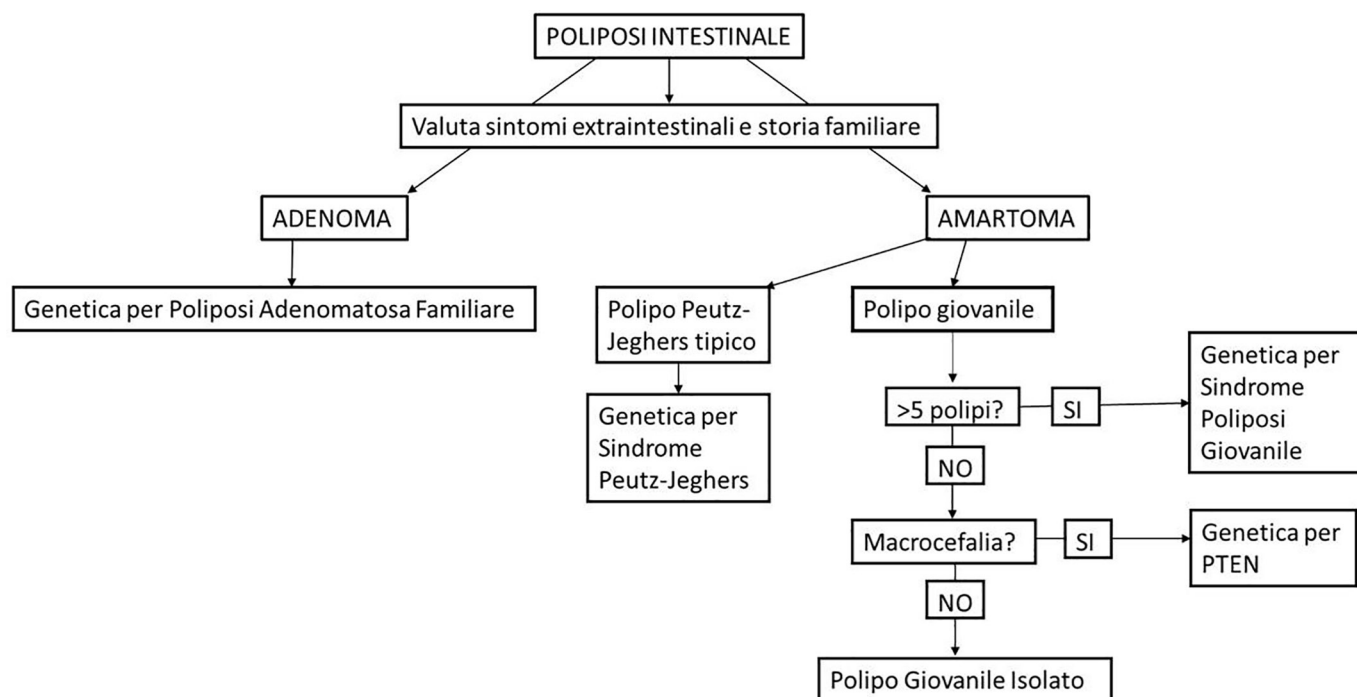 POLIPOSI INTESTINALE
Valuta sintomi extraintestinali e storia familiare
ADENOMA
AMARTOMA
Genetica per Poliposi Adenomatosa Familiare
Polipo Peutz-
Jeghers tipico
Polipo giovanile
Genetica per
Sindrome
Peutz-Jeghers
>5 polipi?
SI
Genetica per
Sindrome
Poliposi
Giovanile
NO
Macrocefalia?
SI
Genetica per
PTEN
NO
Polipo Giovanile Isolato